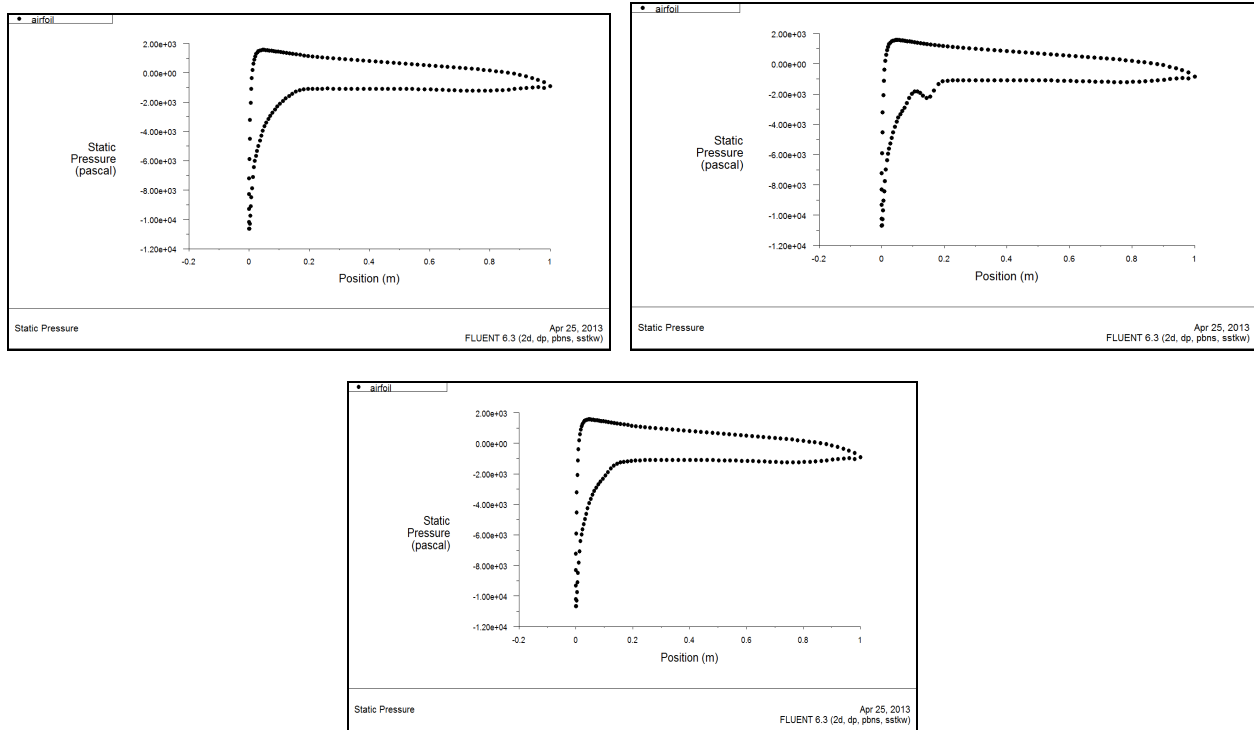 airfoil
2.00e+03
0.00e+00
-2.00e+03
-4.00e+03
-6.00e+03
-8.00e+03
-1.00e+04
-1.20e+04
Static
Pressure
(pascal)
-0.2 0 0.2 0.4 0.6 0.8 1
Position (m)
Static Pressure
Apr 25, 2013
FLUENT 6.3 (2d, dp, pbns, sstkw)
airfoil
2.00e+03
0.00e+00
-2.00e+03
-4.00e+03
-6.00e+03
-8.00e+03
-1.00e+04
-1.20e+04
Static
Pressure
(pascal)
-0.2 0 0.2 0.4 0.6 0.8 1
Position (m)
Static Pressure
Apr 25, 2013
FLUENT 6.3 (2d, dp, pbns, sstkw)
airfoil
2.00e+03
0.00e+00
-2.00e+03
-4.00e+03
-6.00e+03
-8.00e+03
-1.00e+04
-1.20e+04
Static
Pressure
(pascal)
-0.2 0 0.2 0.4 0.6 0.8 1
Position (m)
Static Pressure
Apr 25, 2013
FLUENT 6.3 (2d, dp, pbns, sstkw)